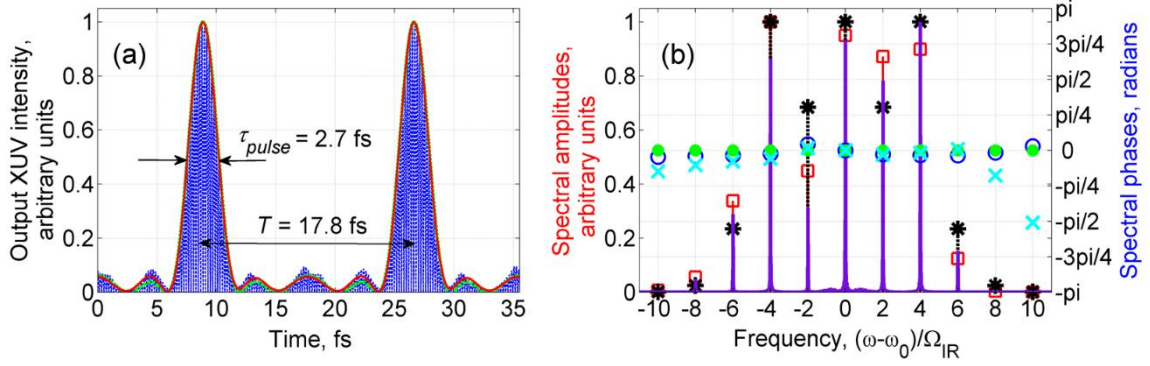 (a)
Output XUV intensity,
arbitrary units
1
0.8
0.6
0.4
0.2
0
τpulse = 2.7 fs
T = 17.8 fs
0 5 10 15 20 25 30 35
Time, fs
(b)
Spectral amplitudes,
arbitrary units
1
0.8
0.6
0.4
0.2
0
-10 -8 -6 -4 -2 0 2 4 6 8 10
Frequency, (ω-ω0)/ΩIR
pi
3pi/4
pi/2
pi/4
0
-pi/4
-pi/2
-3pi/4
-pi
Spectral phases, radians